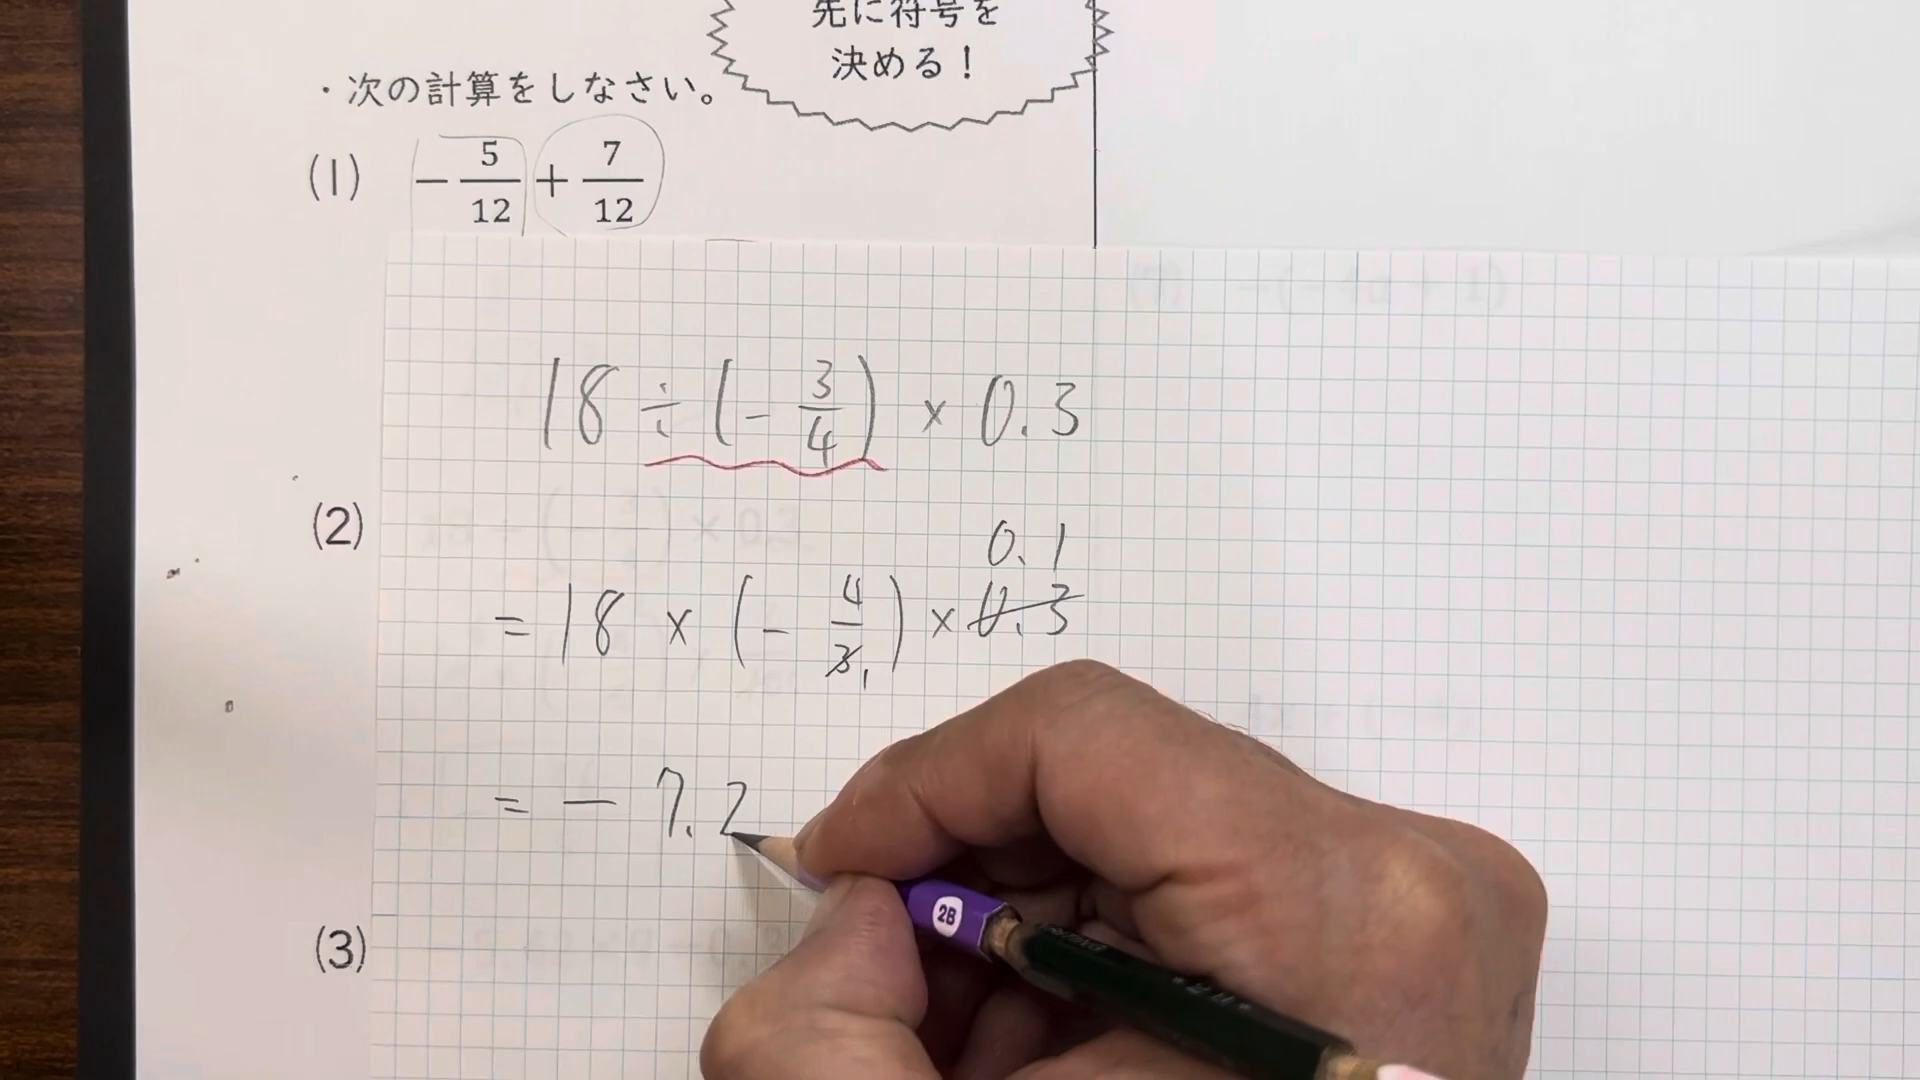 先に符号を
決める！
・次の計算をしなさい。
(1) -5/12 + 7/12
18 ÷ (-3/4) × 0.3
(2)
0.1
= 18 × (-4/3 1) × 0.3
= - 7.2
2B
(3)